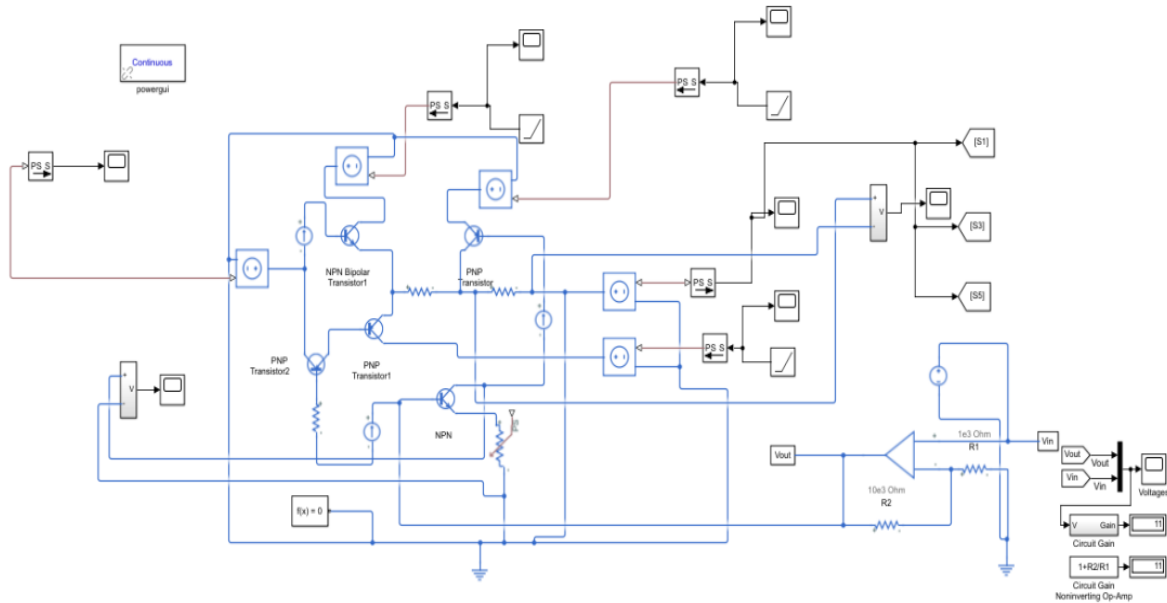 Continuous
powergui
PS S
PS S
PS S
[S1]
+
V
-
[S3]
NPN Bipolar
Transistor1
PNP
Transistor
PS S
[S5]
PS S
PNP
Transistor2
PNP
Transistor1
+
V
-
NPN
1e3 Ohm
R1
Vin
Vout
Vout
Vout
Vin
Vin
Voltages
10e3 Ohm
R2
f(x) = 0
V Gain
11
Circuit Gain
1+R2/R1
11
Circuit Gain
Noninverting Op-Amp